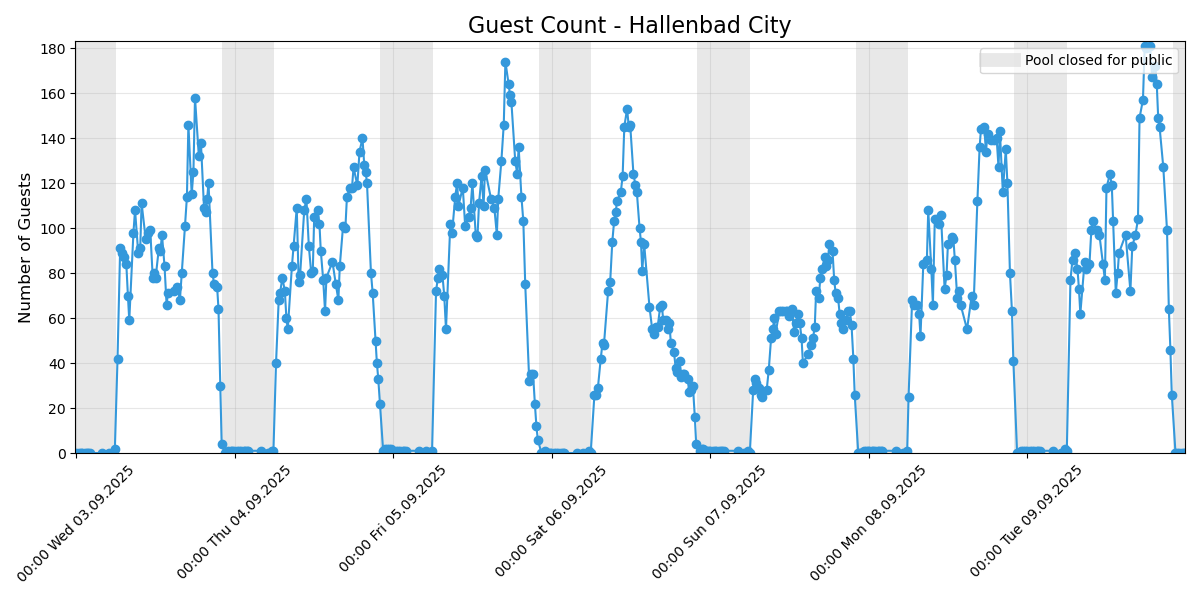 Guest Count - Hallenbad City
Pool closed for public
Number of Guests
180
160
140
120
100
80
60
40
20
0
00:00 Wed 03.09.2025
00:00 Thu 04.09.2025
00:00 Fri 05.09.2025
00:00 Sat 06.09.2025
00:00 Sun 07.09.2025
00:00 Mon 08.09.2025
00:00 Tue 09.09.2025